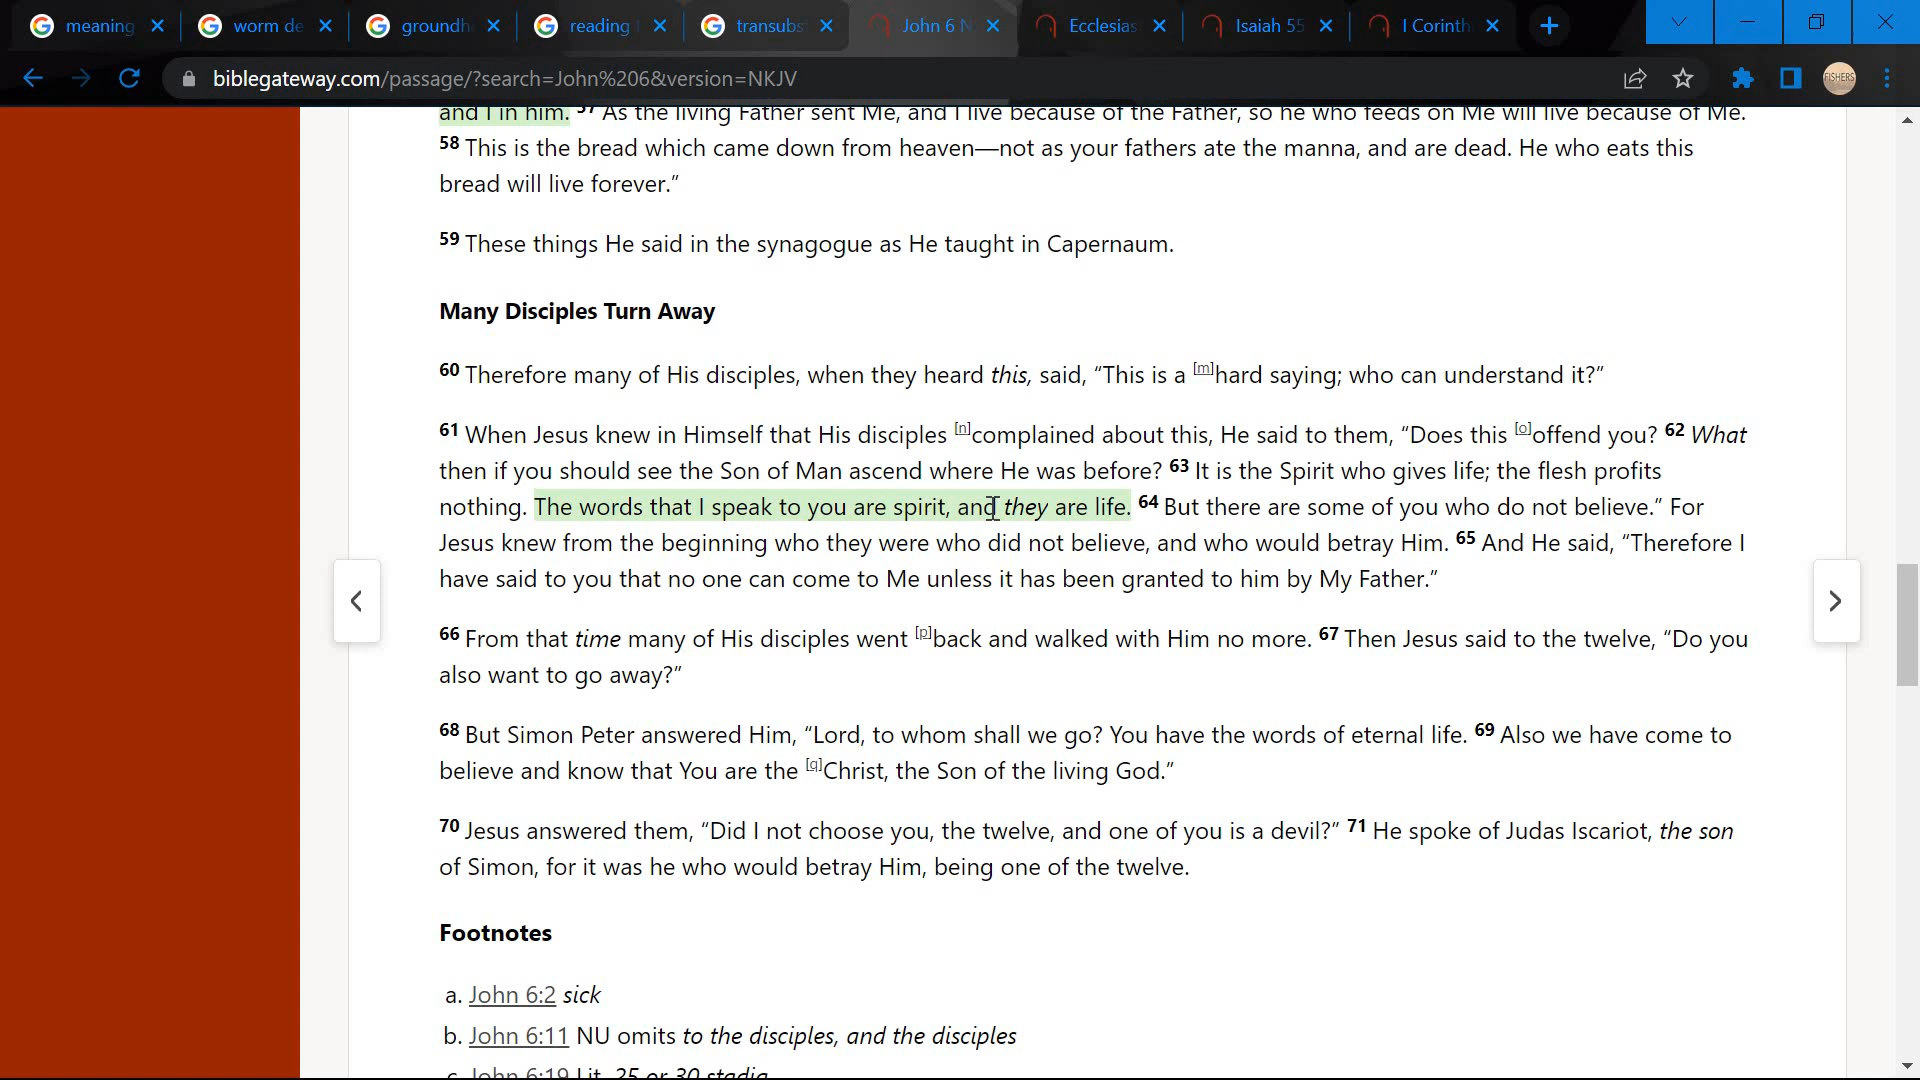 meaning worm de groundh reading transubs John 6 N Ecclesias Isaiah 55 I Corinth
biblegateway.com/passage/?search=John%206&version=NKJV FISHERS
and I in him. 57 As the living Father sent Me, and I live because of the Father, so he who feeds on Me will live because of Me.
58 This is the bread which came down from heaven—not as your fathers ate the manna, and are dead. He who eats this
bread will live forever.”
59 These things He said in the synagogue as He taught in Capernaum.
Many Disciples Turn Away
60 Therefore many of His disciples, when they heard this, said, “This is a [m]hard saying; who can understand it?”
61 When Jesus knew in Himself that His disciples [n]complained about this, He said to them, “Does this [o]offend you? 62 What
then if you should see the Son of Man ascend where He was before? 63 It is the Spirit who gives life; the flesh profits
nothing. The words that I speak to you are spirit, and they are life. 64 But there are some of you who do not believe.” For
Jesus knew from the beginning who they were who did not believe, and who would betray Him. 65 And He said, “Therefore I
have said to you that no one can come to Me unless it has been granted to him by My Father.”
66 From that time many of His disciples went [p]back and walked with Him no more. 67 Then Jesus said to the twelve, “Do you
also want to go away?”
68 But Simon Peter answered Him, “Lord, to whom shall we go? You have the words of eternal life. 69 Also we have come to
believe and know that You are the [q]Christ, the Son of the living God.”
70 Jesus answered them, “Did I not choose you, the twelve, and one of you is a devil?” 71 He spoke of Judas Iscariot, the son
of Simon, for it was he who would betray Him, being one of the twelve.
Footnotes
a. John 6:2 sick
b. John 6:11 NU omits to the disciples, and the disciples
c. John 6:19 Lit. 25 or 30 stadia